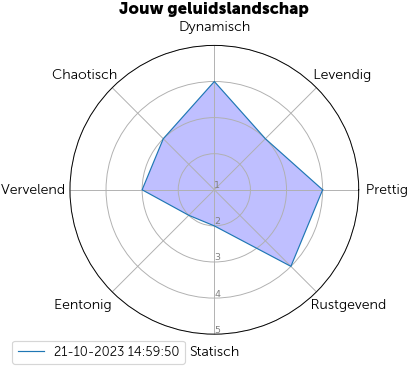 Jouw geluidslandschap
Dynamisch
Chaotisch
Levendig
Vervelend
Prettig
1
2
3
4
5
Eentonig
Rustgevend
Statisch
21-10-2023 14:59:50